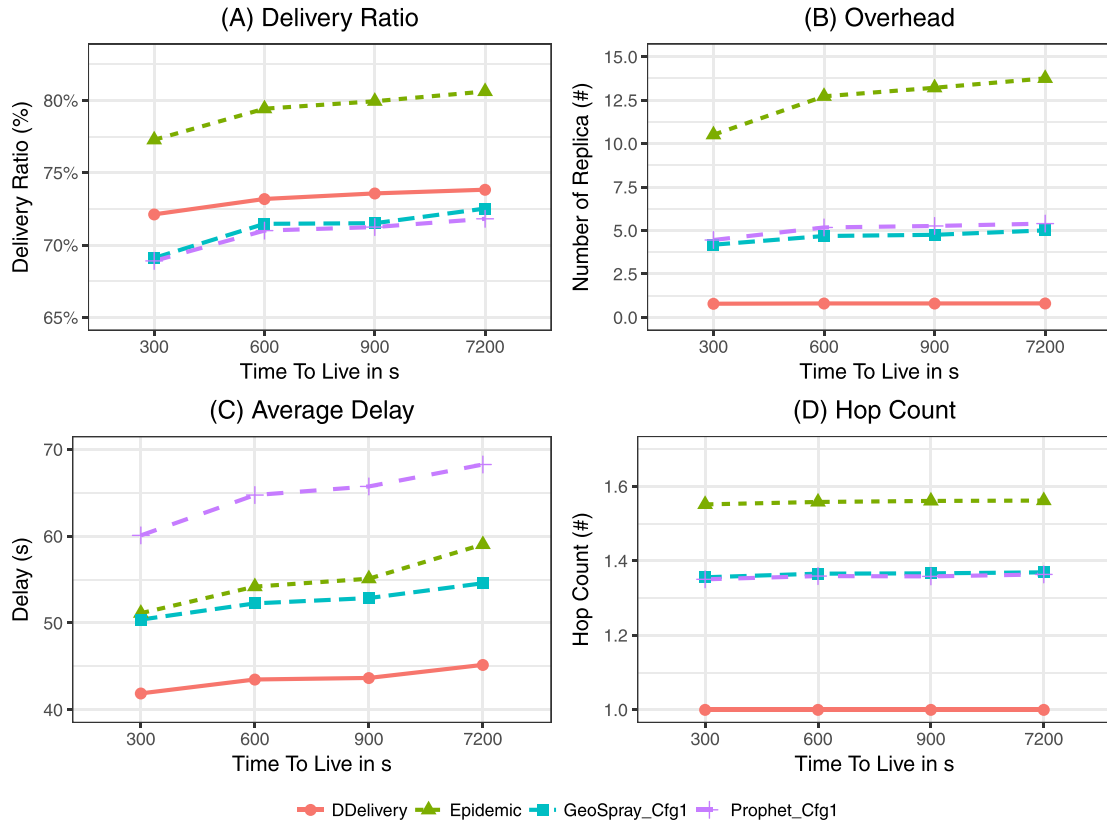 (A) Delivery Ratio
Delivery Ratio (%)
80%
75%
70%
65%
300 600 900 7200
Time To Live in s
(B) Overhead
Number of Replica (#)
15.0
12.5
10.0
7.5
5.0
2.5
0.0
300 600 900 7200
Time To Live in s
(C) Average Delay
Delay (s)
70
60
50
40
300 600 900 7200
Time To Live in s
(D) Hop Count
Hop Count (#)
1.6
1.4
1.2
1.0
300 600 900 7200
Time To Live in s
DDelivery Epidemic GeoSpray_Cfg1 Prophet_Cfg1